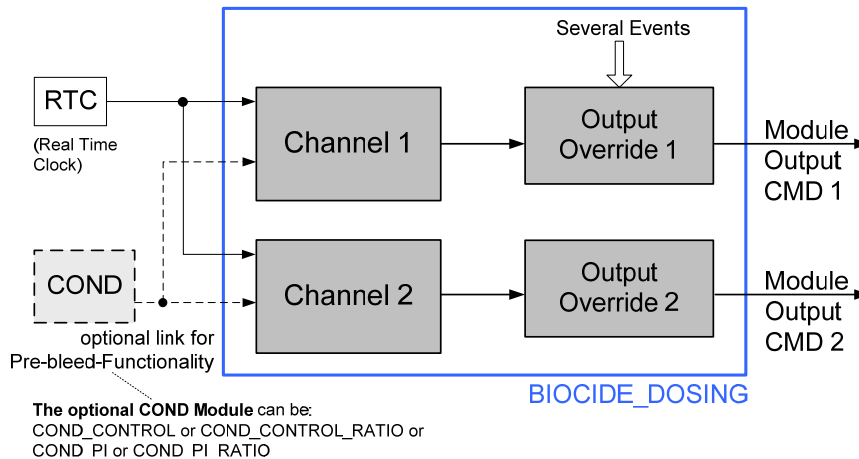 Several Events
RTC
(Real Time
Clock)
Channel 1
Output
Override 1
Module
Output
CMD 1
COND
Channel 2
Output
Override 2
Module
Output
CMD 2
optional link for
Pre-bleed-Functionality
BIOCIDE_DOSING
The optional COND Module can be:
COND_CONTROL or COND_CONTROL_RATIO or
COND_PI or COND_PI_RATIO